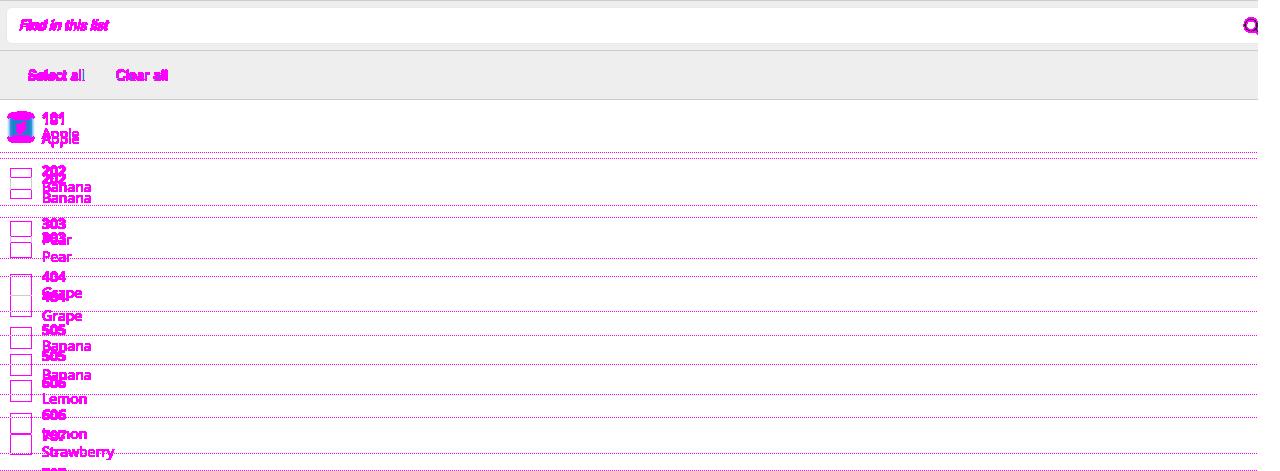 Find in this list
Select all Clear all
101
Apple
Apple
202
202
Banana
Banana
303
303
Pear
Pear
404
404
Grape
Grape
505
Banana
505
Banana
606
Lemon
606
Lemon
707
Strawberry
707